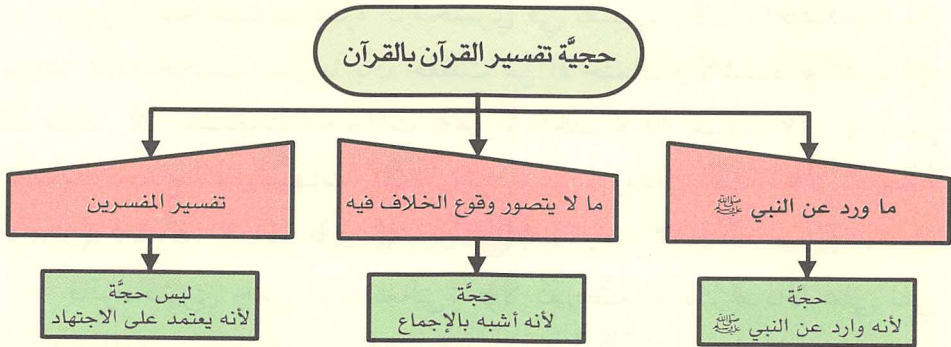 حجيَّة تفسير القرآن بالقرآن
ما ورد عن النبي ﷺ
ما لا يتصور وقوع الخلاف فيه
تفسير المفسرين
حجَّة
لأنه وارد عن النبي ﷺ
حجَّة
لأنه أشبه بالإجماع
ليس حجَّة
لأنه يعتمد على الاجتهاد